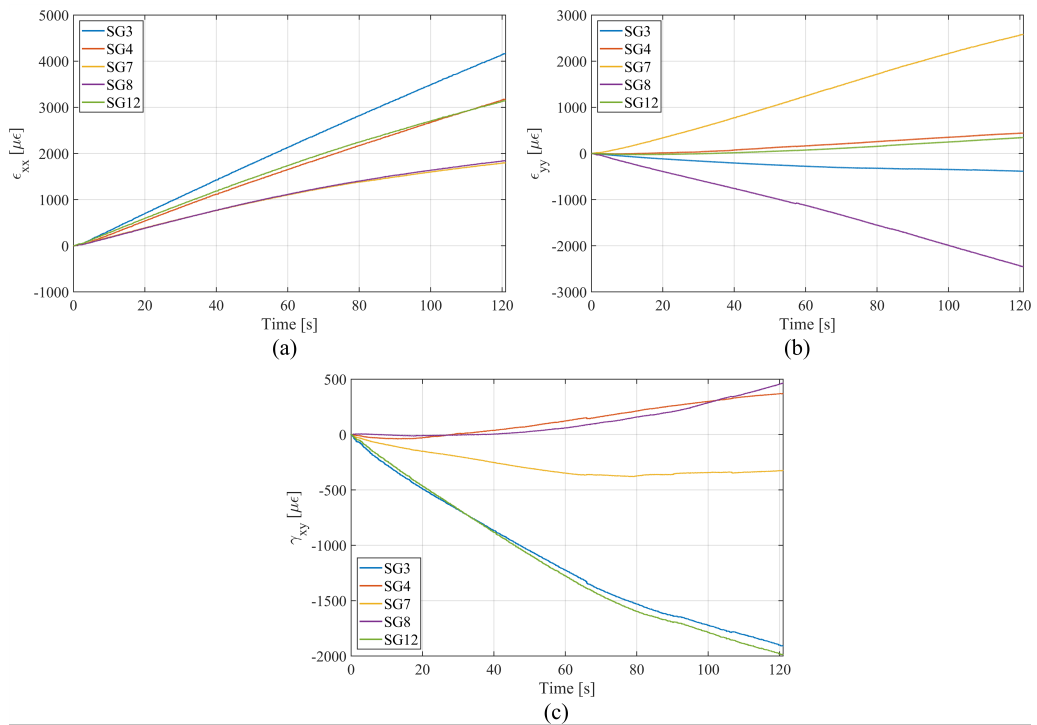 SG3
SG4
SG7
SG8
SG12
4000
3000
2000
1000
0
-1000
5000
0 20 40 60 80 100 120
Time [s]
ϵxx [μϵ]
(a)
SG3
SG4
SG7
SG8
SG12
3000
2000
1000
0
-1000
-2000
-3000
0 20 40 60 80 100 120
Time [s]
ϵyy [μϵ]
(b)
500
0
-500
-1000
-1500
-2000
SG3
SG4
SG7
SG8
SG12
0 20 40 60 80 100 120
Time [s]
γxy [μϵ]
(c)